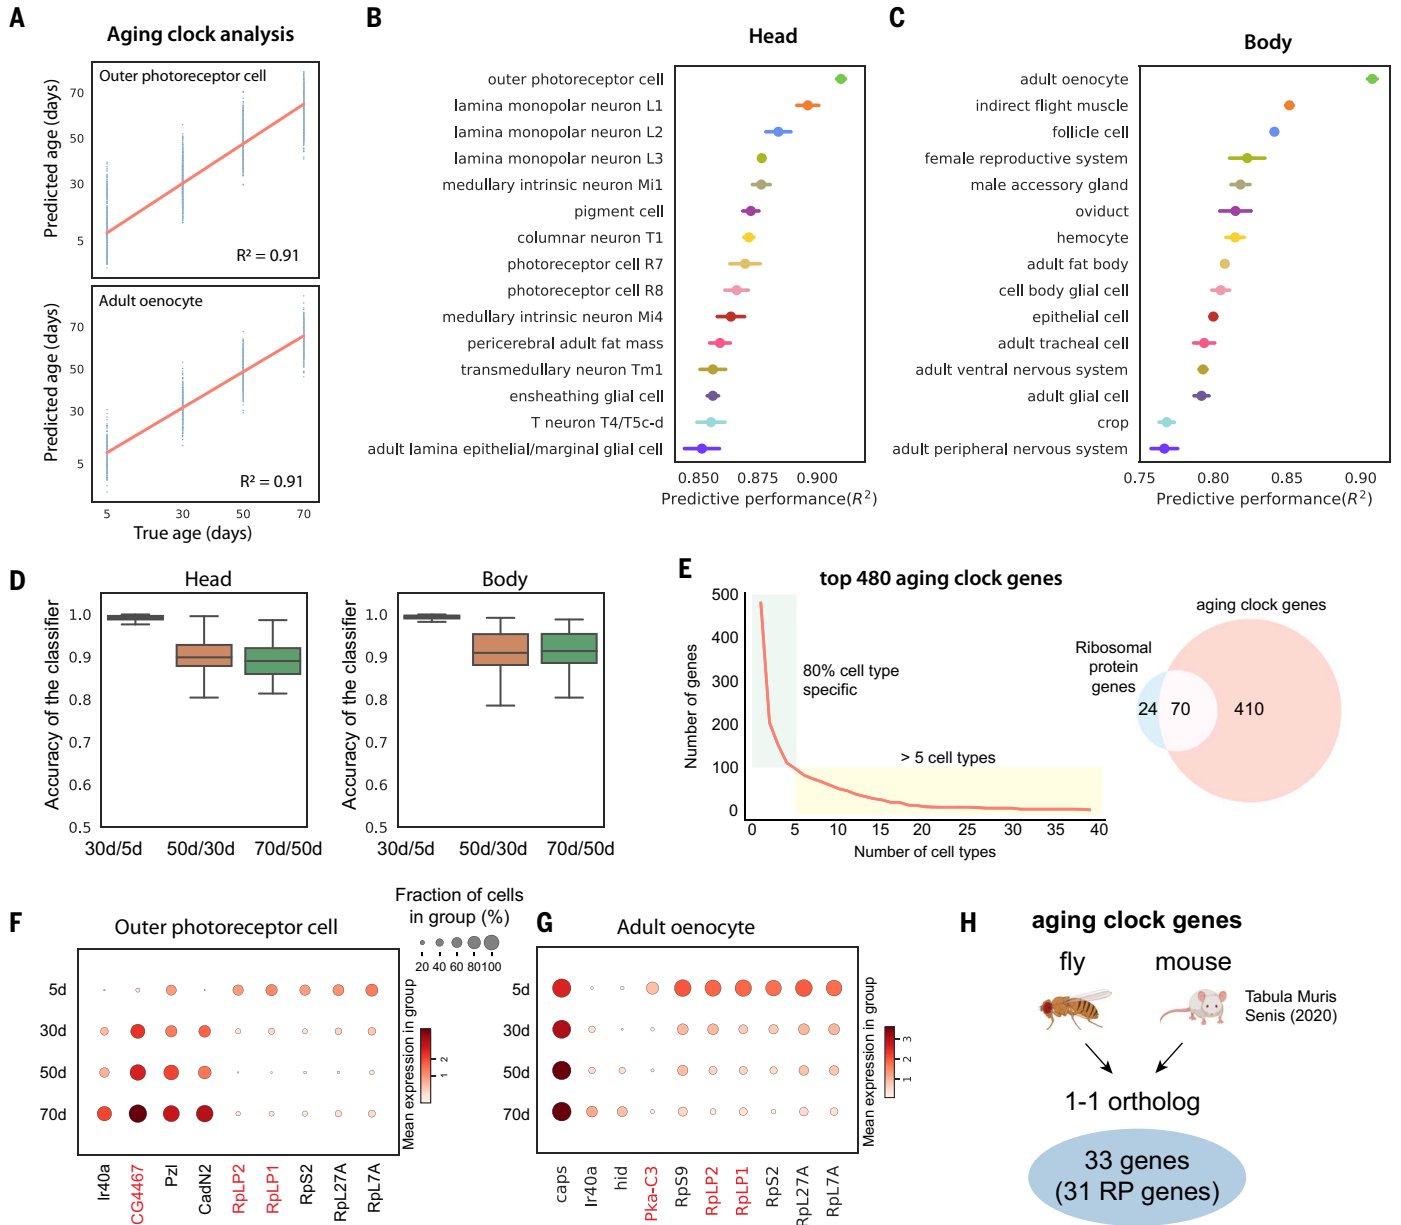 A
Aging clock analysis
Outer photoreceptor cell
Predicted age (days)
70
50
30
5
R² = 0.91
Adult oenocyte
Predicted age (days)
70
50
30
5
R² = 0.91
5 30 50 70
True age (days)
B
Head
outer photoreceptor cell
lamina monopolar neuron L1
lamina monopolar neuron L2
lamina monopolar neuron L3
medullary intrinsic neuron Mi1
pigment cell
columnar neuron T1
photoreceptor cell R7
photoreceptor cell R8
medullary intrinsic neuron Mi4
pericerebral adult fat mass
transmedullary neuron Tm1
ensheathing glial cell
T neuron T4/T5c-d
adult lamina epithelial/marginal glial cell
0.850 0.875 0.900
Predictive performance(R²)
C
Body
adult oenocyte
indirect flight muscle
follicle cell
female reproductive system
male accessory gland
oviduct
hemocyte
adult fat body
cell body glial cell
epithelial cell
adult tracheal cell
adult ventral nervous system
adult glial cell
crop
adult peripheral nervous system
0.75 0.80 0.85 0.90
Predictive performance(R²)
D
Head
Accuracy of the classifier
1.0
0.9
0.8
0.7
0.6
0.5
30d/5d 50d/30d 70d/50d
Body
Accuracy of the classifier
1.0
0.9
0.8
0.7
0.6
0.5
30d/5d 50d/30d 70d/50d
E
top 480 aging clock genes
Number of genes
500
400
300
200
100
0
80% cell type
specific
> 5 cell types
0 5 10 15 20 25 30 35 40
Number of cell types
aging clock genes
Ribosomal
protein
genes
24 70 410
F
Outer photoreceptor cell
5d
30d
50d
70d
Ir40a
CG4467
Pzl
CadN2
RpLP2
RpLP1
RpS2
RpL27A
RpL7A
Fraction of cells
in group (%)
20 40 60 80 100
Mean expression in group
2
1
G
Adult oenocyte
5d
30d
50d
70d
caps
Ir40a
hid
Pka-C3
RpS9
RpLP2
RpLP1
RpS2
RpL27A
RpL7A
Mean expression in group
3
2
1
H
aging clock genes
fly mouse
Tabula Muris
Senis (2020)
1-1 ortholog
33 genes
(31 RP genes)